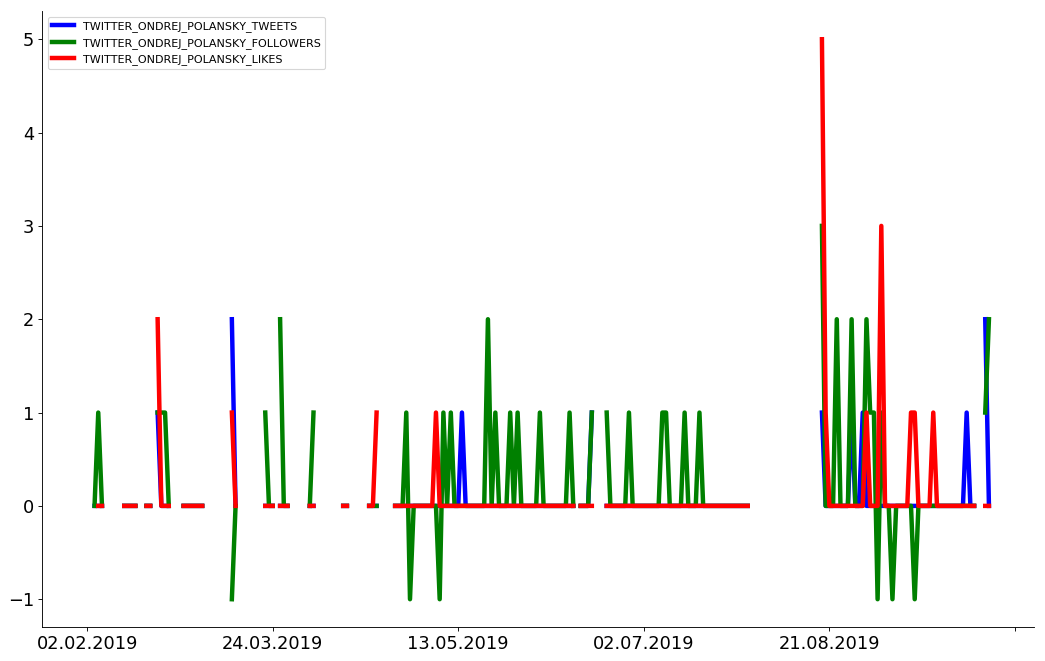 TWITTER_ONDREJ_POLANSKY_TWEETS
TWITTER_ONDREJ_POLANSKY_FOLLOWERS
TWITTER_ONDREJ_POLANSKY_LIKES
5
4
3
2
1
0
−1
02.02.2019 24.03.2019 13.05.2019 02.07.2019 21.08.2019